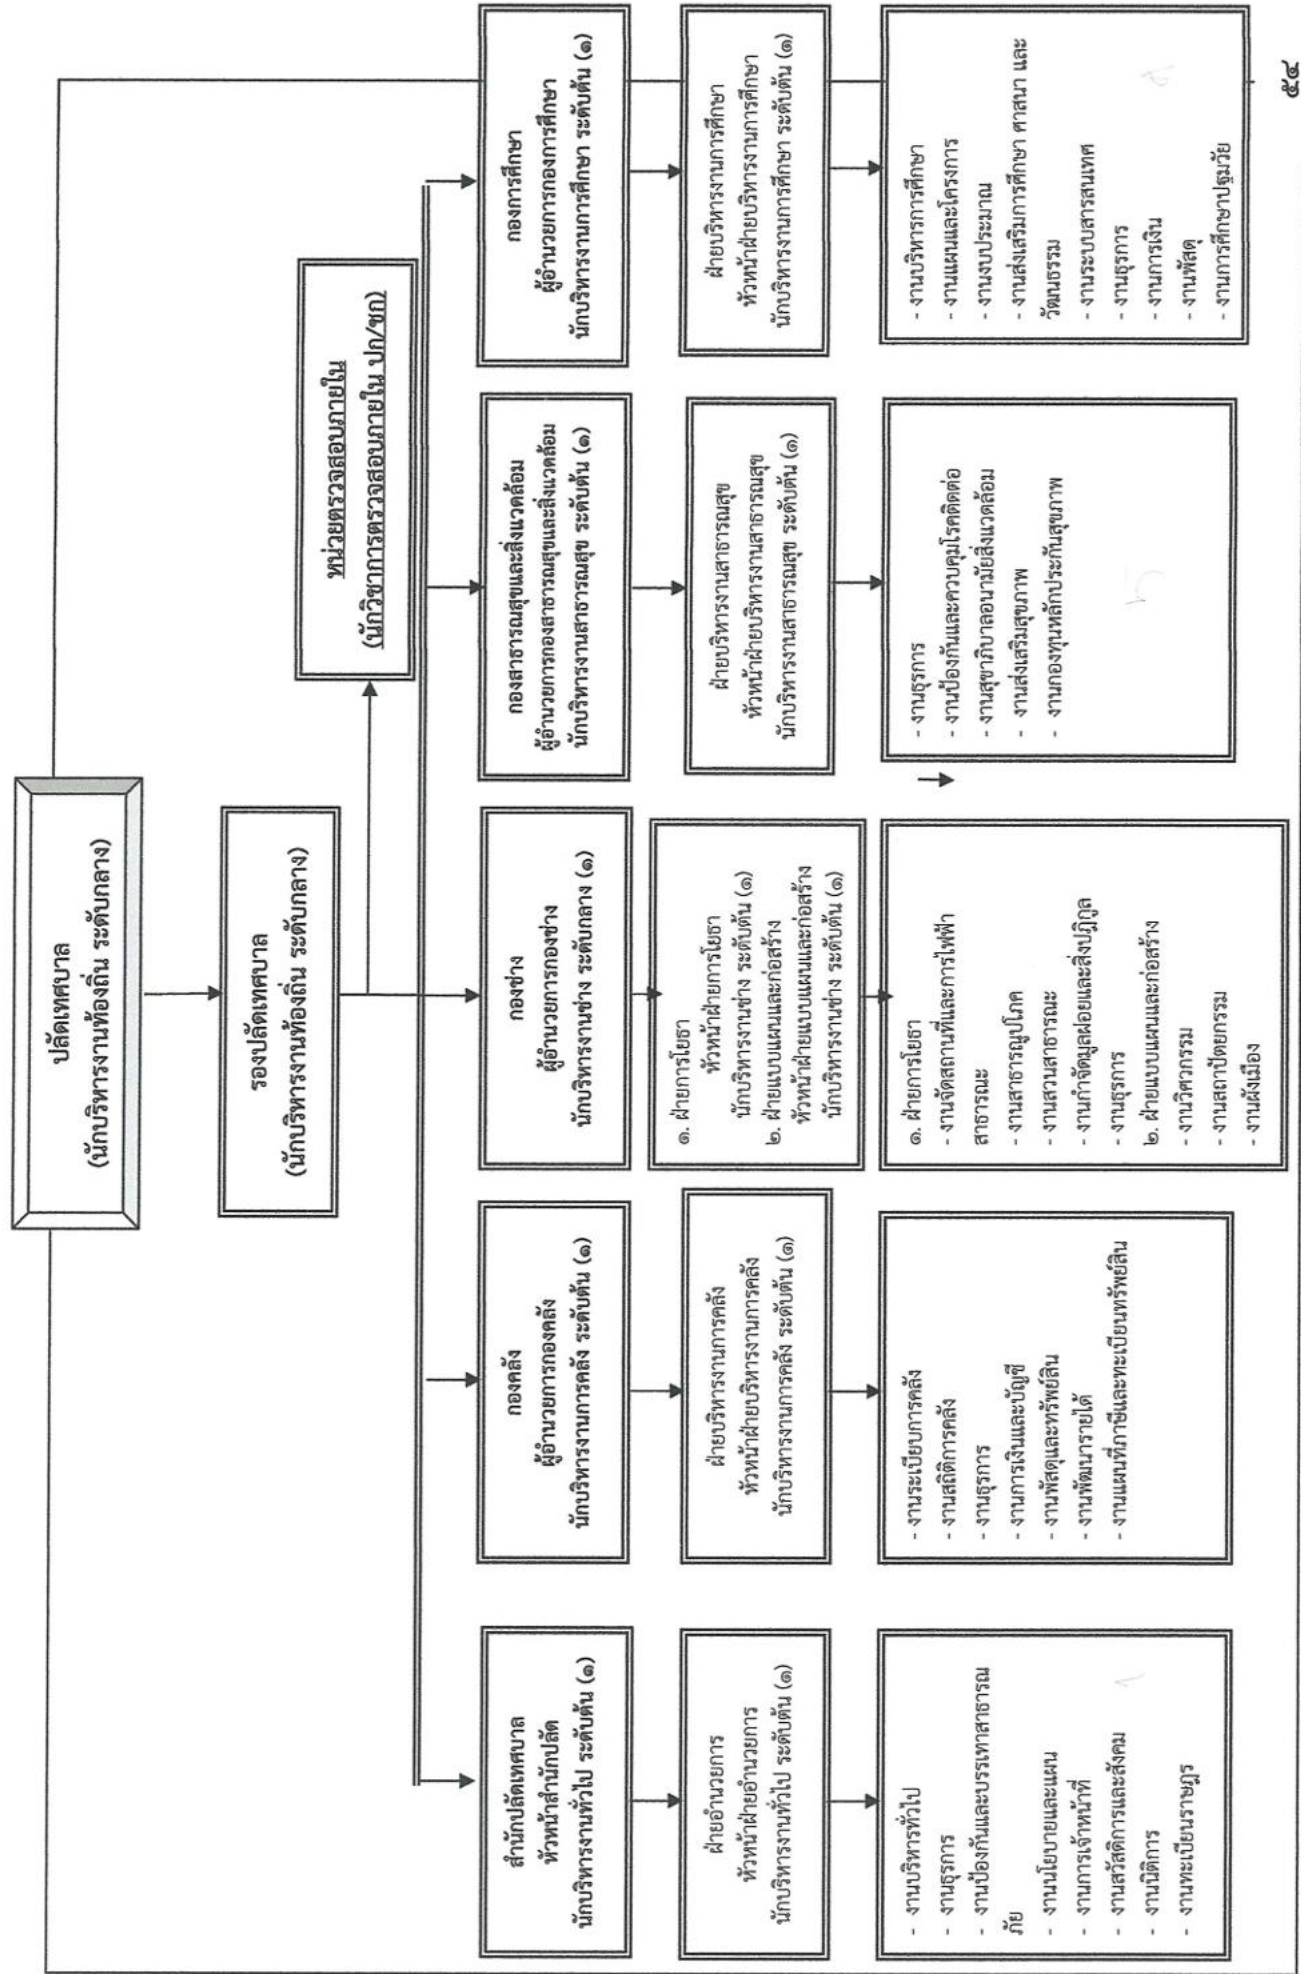 ปลัดเทศบาล
(นักบริหารงานท้องถิ่น ระดับกลาง)
รองปลัดเทศบาล
(นักบริหารงานท้องถิ่น ระดับกลาง)
หน่วยตรวจสอบภายใน
(นักวิชาการตรวจสอบภายใน ปก/ชก)
สำนักปลัดเทศบาล
หัวหน้าสำนักปลัด
นักบริหารงานทั่วไป ระดับต้น (๑)
ฝ่ายอำนวยการ
หัวหน้าฝ่ายอำนวยการ
นักบริหารงานทั่วไป ระดับต้น (๑)
- งานบริหารทั่วไป
- งานธุรการ
- งานป้องกันและบรรเทาสาธารณ
ภัย
- งานนโยบายและแผน
- งานการเจ้าหน้าที่
- งานสวัสดิการและสังคม
- งานนิติการ
- งานทะเบียนราษฎร
กองคลัง
ผู้อำนวยการกองคลัง
นักบริหารงานการคลัง ระดับต้น (๑)
ฝ่ายบริหารงานการคลัง
หัวหน้าฝ่ายบริหารงานการคลัง
นักบริหารงานการคลัง ระดับต้น (๑)
- งานระเบียบการคลัง
- งานสถิติการคลัง
- งานธุรการ
- งานการเงินและบัญชี
- งานพัสดุและทรัพย์สิน
- งานพัฒนารายได้
- งานแผนที่ภาษีและทะเบียนทรัพย์สิน
กองช่าง
ผู้อำนวยการกองช่าง
นักบริหารงานช่าง ระดับกลาง (๑)
๑. ฝ่ายการโยธา
หัวหน้าฝ่ายการโยธา
นักบริหารงานช่าง ระดับต้น (๑)
๒. ฝ่ายแบบแผนและก่อสร้าง
หัวหน้าฝ่ายแบบแผนและก่อสร้าง
นักบริหารงานช่าง ระดับต้น (๑)
๑. ฝ่ายการโยธา
- งานจัดสถานที่และการไฟฟ้า
สาธารณะ
- งานสาธารณูปโภค
- งานสวนสาธารณะ
- งานกำจัดมูลฝอยและสิ่งปฏิกูล
- งานธุรการ
๒. ฝ่ายแบบแผนและก่อสร้าง
- งานวิศวกรรม
- งานสถาปัตยกรรม
- งานผังเมือง
กองสาธารณสุขและสิ่งแวดล้อม
ผู้อำนวยการกองสาธารณสุขและสิ่งแวดล้อม
นักบริหารงานสาธารณสุข ระดับต้น (๑)
ฝ่ายบริหารงานสาธารณสุข
หัวหน้าฝ่ายบริหารงานสาธารณสุข
นักบริหารงานสาธารณสุข ระดับต้น (๑)
- งานธุรการ
- งานป้องกันและควบคุมโรคติดต่อ
- งานสุขาภิบาลอนามัยสิ่งแวดล้อม
- งานส่งเสริมสุขภาพ
- งานกองทุนหลักประกันสุขภาพ
กองการศึกษา
ผู้อำนวยการกองการศึกษา
นักบริหารงานการศึกษา ระดับต้น (๑)
ฝ่ายบริหารงานการศึกษา
หัวหน้าฝ่ายบริหารงานการศึกษา
นักบริหารงานการศึกษา ระดับต้น (๑)
- งานบริหารการศึกษา
- งานแผนและโครงการ
- งานงบประมาณ
- งานส่งเสริมการศึกษา ศาสนา และ
วัฒนธรรม
- งานระบบสารสนเทศ
- งานธุรการ
- งานการเงิน
- งานพัสดุ
- งานการศึกษาปฐมวัย
๕๔